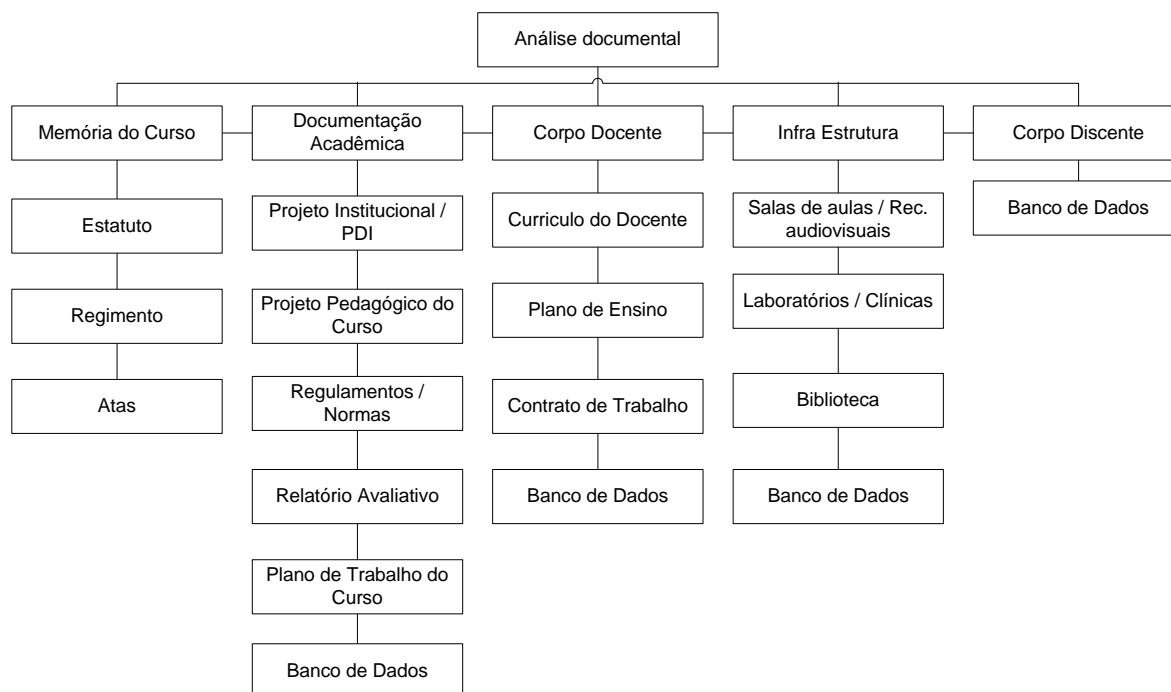 Análise documental
Memória do Curso
Documentação
Acadêmica
Corpo Docente
Infra Estrutura
Corpo Discente
Estatuto
Regimento
Atas
Projeto Institucional /
PDI
Projeto Pedagógico do
Curso
Regulamentos /
Normas
Relatório Avaliativo
Plano de Trabalho do
Curso
Banco de Dados
Curriculo do Docente
Plano de Ensino
Contrato de Trabalho
Banco de Dados
Salas de aulas / Rec.
audiovisuais
Laboratórios / Clínicas
Biblioteca
Banco de Dados
Banco de Dados